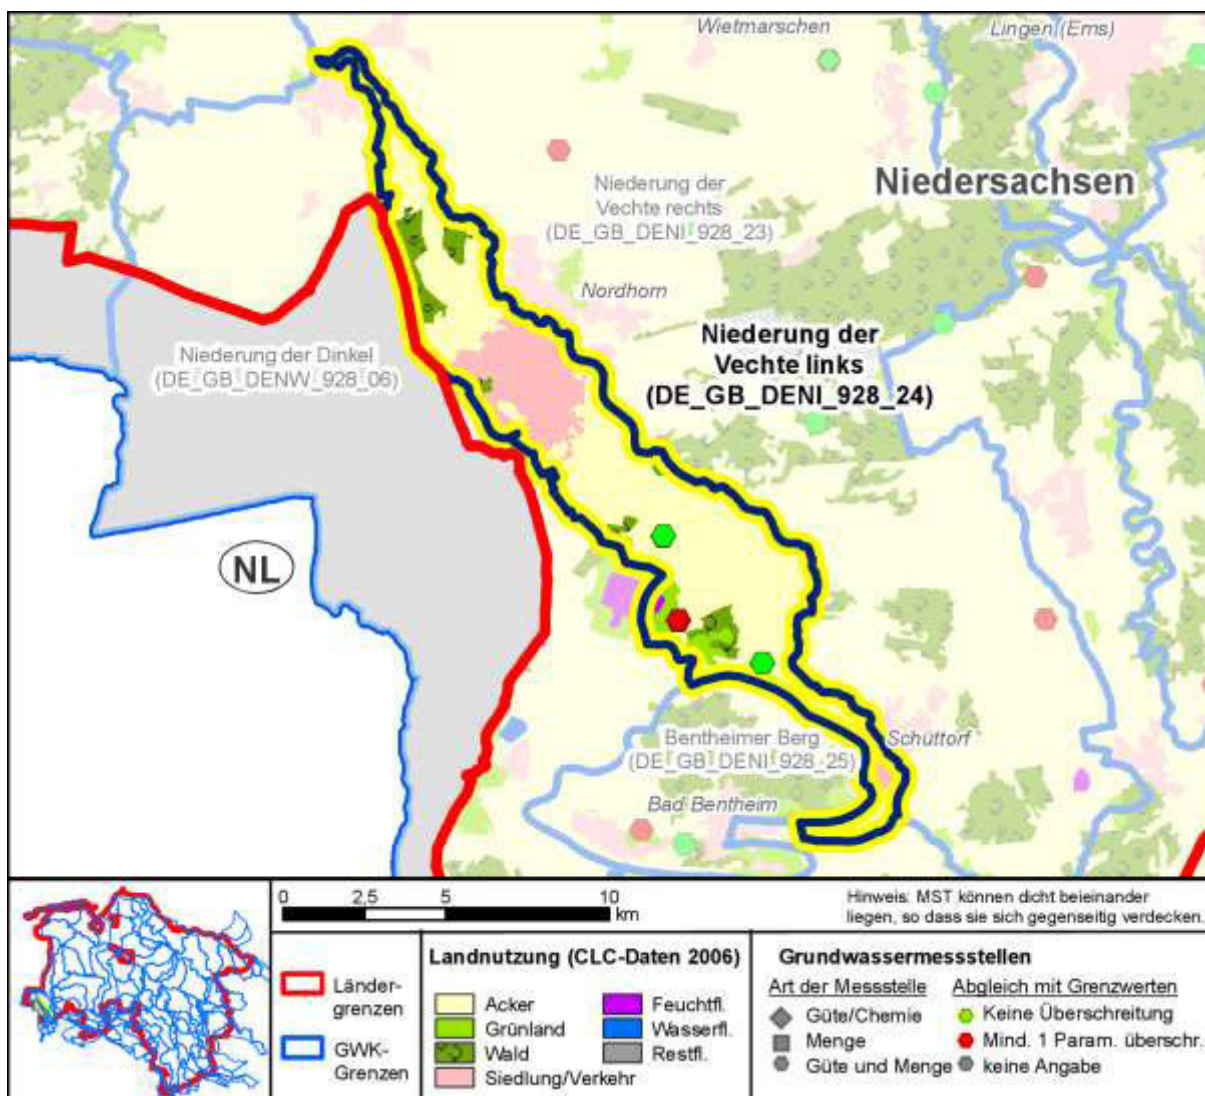 Wietmarschen
Lingen (Ems)
Niedersachsen
Niederung der
Vechte rechts
(DE_GB_DENI_928_23)
Nordhorn
Niederung der
Vechte links
(DE_GB_DENI_928_24)
Niederung der Dinkel
(DE_GB_DENW_928_06)
NL
Schüttorf
Bentheimer Berg
(DE_GB_DENI_928_25)
Bad Bentheim
0 2,5 5 10
km
Hinweis: MST können dicht beieinander
liegen, so dass sie sich gegenseitig verdecken.
Länder-
grenzen
GWK-
Grenzen
Landnutzung (CLC-Daten 2006)
Acker
Grünland
Wald
Siedlung/Verkehr
Feuchtfl.
Wasserfl.
Restfl.
Grundwassermessstellen
Art der Messstelle
Güte/Chemie
Menge
Güte und Menge
Abgleich mit Grenzwerten
Keine Überschreitung
Mind. 1 Param. überschr.
keine Angabe